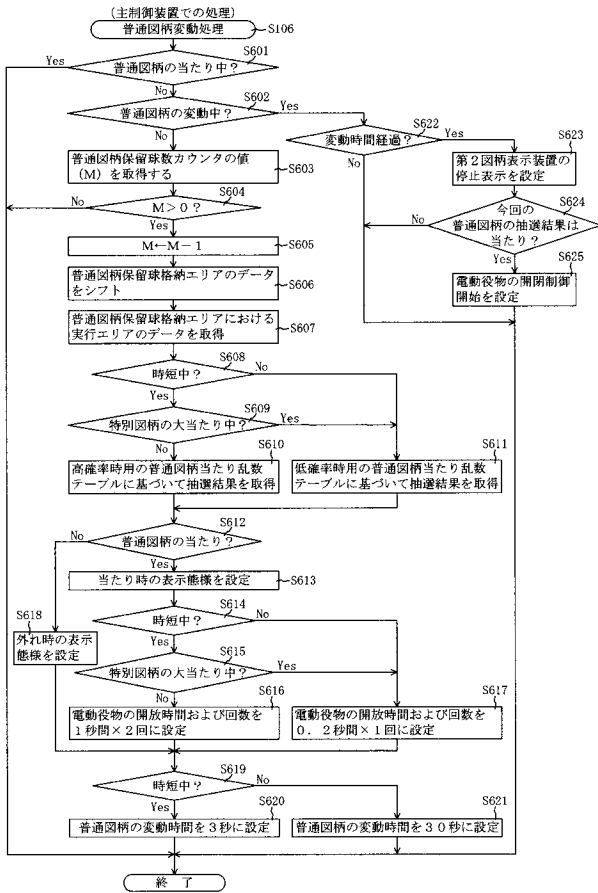 (主制御装置での処理)
普通図柄変動処理
S106
S601
Yes
普通図柄の当たり中?
No
S602
普通図柄の変動中?
Yes
No
S622
変動時間経過?
Yes
No
S623
第2図柄表示装置の
停止表示を設定
普通図柄保留球数カウンタの値
(M)を取得する
S603
S604
No
M>0?
Yes
S624
No
今回の
普通図柄の抽選結果は
当たり?
Yes
M←M-1
S605
S625
電動役物の開閉制御
開始を設定
普通図柄保留球格納エリアのデータ
をシフト
S606
普通図柄保留球格納エリアにおける
実行エリアのデータを取得
S607
S608
時短中?
No
Yes
S609
特別図柄の大当たり中?
Yes
No
S610
高確率時用の普通図柄当たり乱数
テーブルに基づいて抽選結果を取得
S611
低確率時用の普通図柄当たり乱数
テーブルに基づいて抽選結果を取得
S612
No
普通図柄の当たり?
Yes
当たり時の表示態様を設定
S613
S618
外れ時の表示
態様を設定
S614
時短中?
No
Yes
S615
特別図柄の大当たり中?
Yes
No
S616
電動役物の開放時間および回数を
1秒間×2回に設定
S617
電動役物の開放時間および回数を
0.2秒間×1回に設定
S619
時短中?
No
Yes
S620
普通図柄の変動時間を3秒に設定
S621
普通図柄の変動時間を30秒に設定
終 了